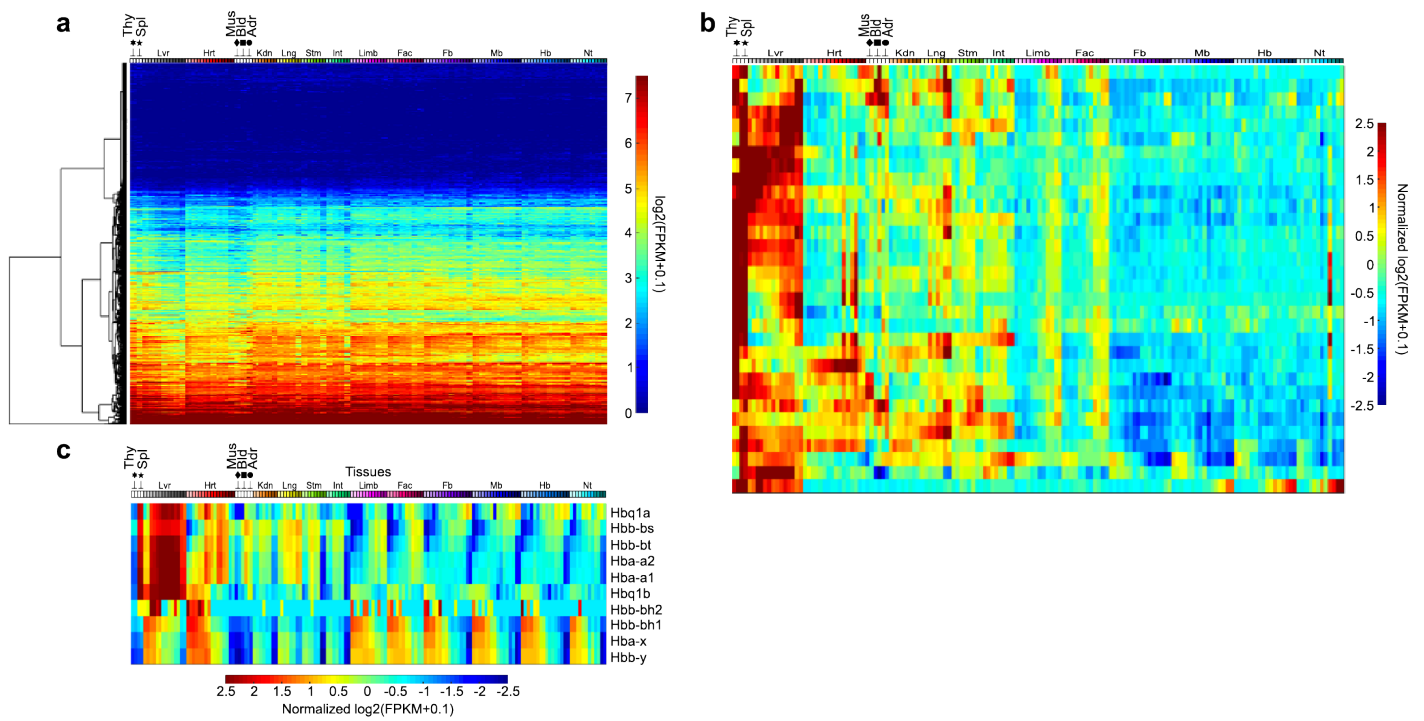 a
Thy
Spl
Mus
Bld
Adr
Lvr Hrt Kdn Lng Stm Int Limb Fac Fb Mb Hb Nt
7
6
5
4
3
2
1
0
log2(FPKM+0.1)
b
Thy
Spl
Mus
Bld
Adr
Lvr Hrt Kdn Lng Stm Int Limb Fac Fb Mb Hb Nt
2.5
2
1.5
1
0.5
0
-0.5
-1
-1.5
-2
-2.5
Normalized log2(FPKM+0.1)
c
Thy
Spl
Mus
Bld
Adr
Tissues
Lvr Hrt Kdn Lng Stm Int Limb Fac Fb Mb Hb Nt
Hbq1a
Hbb-bs
Hbb-bt
Hba-a2
Hba-a1
Hbq1b
Hbb-bh2
Hbb-bh1
Hba-x
Hbb-y
2.5 2 1.5 1 0.5 0 -0.5 -1 -1.5 -2 -2.5
Normalized log2(FPKM+0.1)